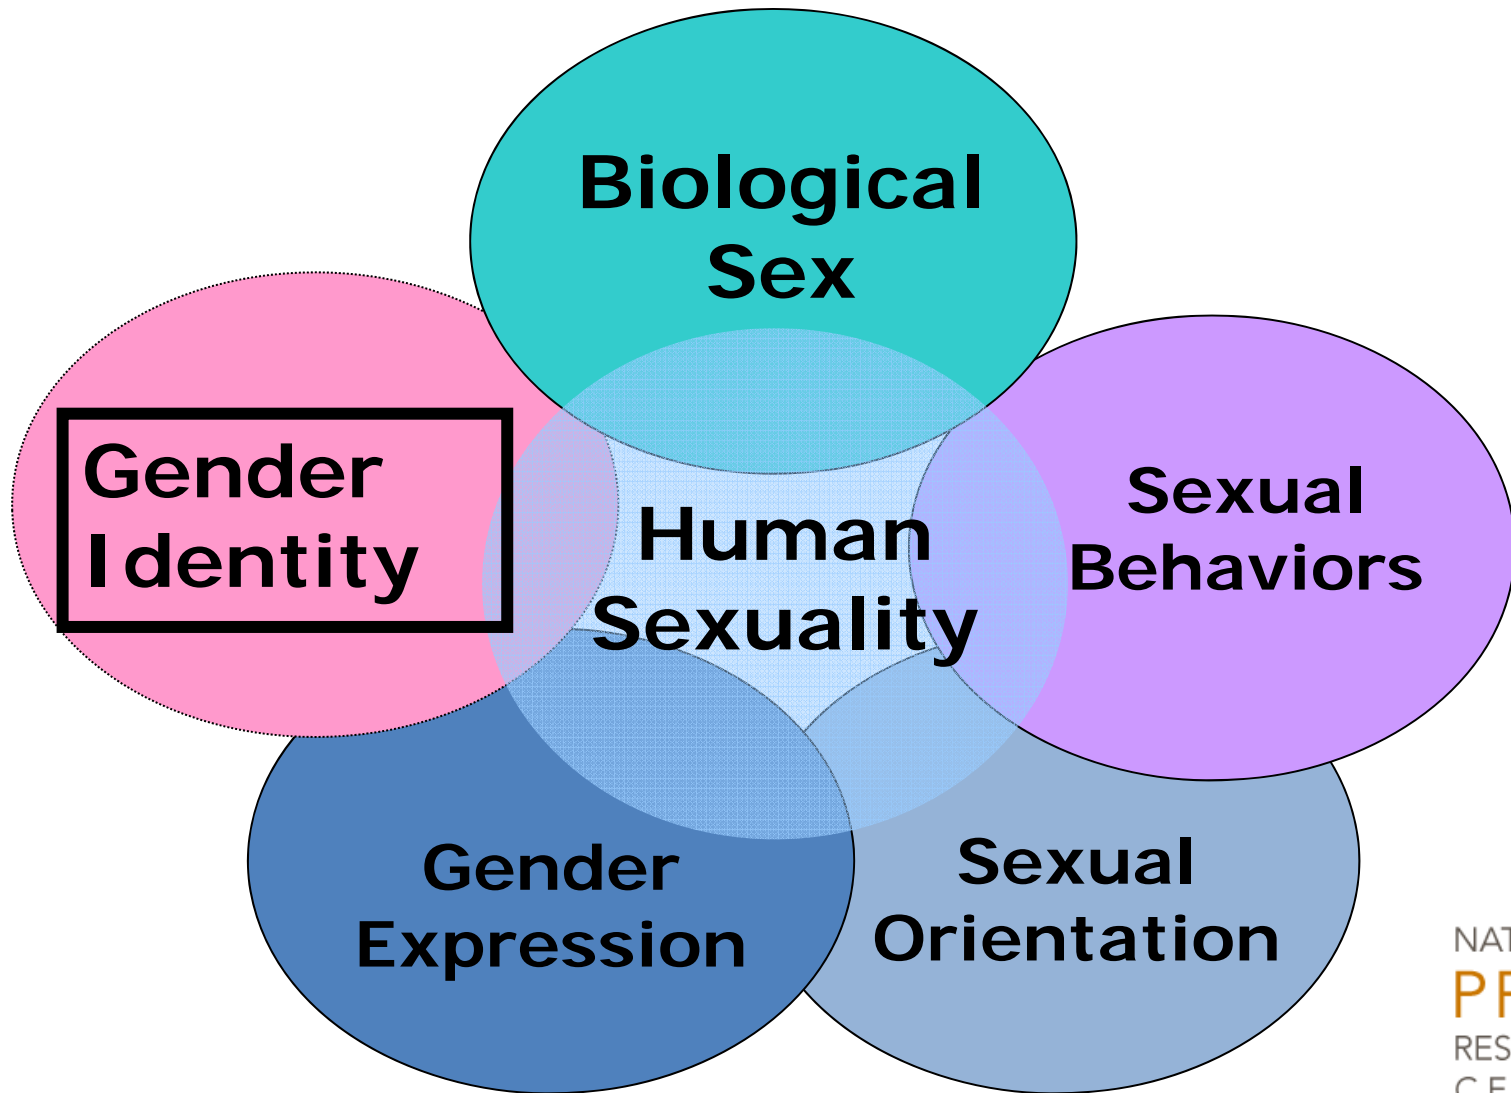 Biological
Sex
Gender
Identity
Human
Sexuality
Sexual
Behaviors
Gender
Expression
Sexual
Orientation